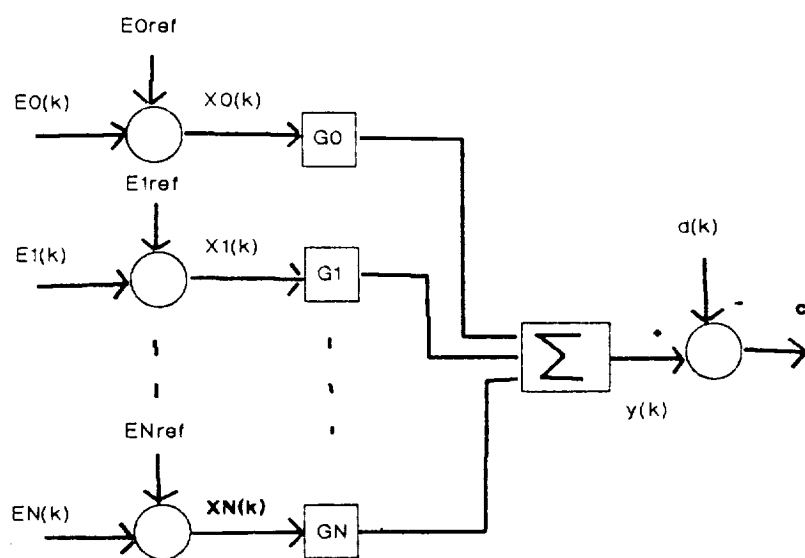 E0ref
E0(k)
X0(k)
G0
E1ref
E1(k)
X1(k)
G1
d(k)
-
+
Σ
y(k)
ENref
EN(k)
XN(k)
GN